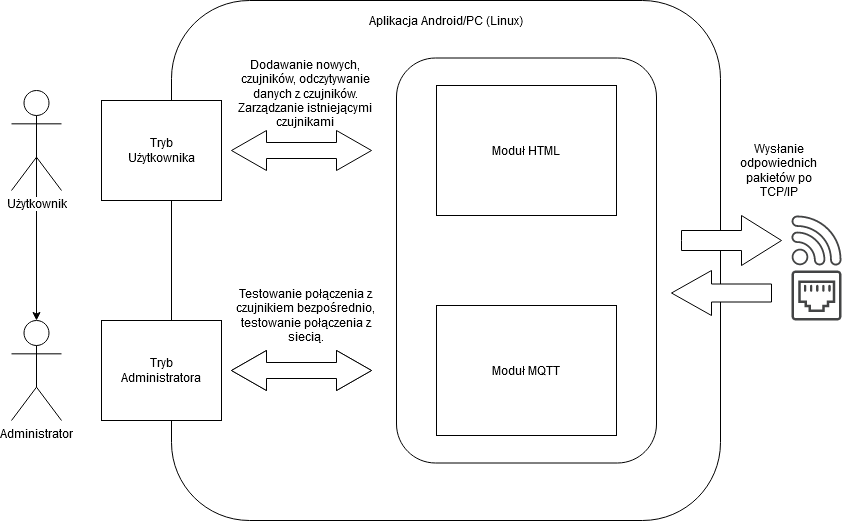 Aplikacja Android/PC (Linux)
Dodawanie nowych,
czujników, odczytywanie
danych z czujników.
Zarządzanie istniejącymi
czujnikami
Tryb
Użytkownika
Moduł HTML
Wysłanie
odpowiednich
pakietów po
TCP/IP
Użytkownik
Testowanie połączenia z
czujnikiem bezpośrednio,
testowanie połączenia z
siecią.
Tryb
Administratora
Moduł MQTT
Administrator